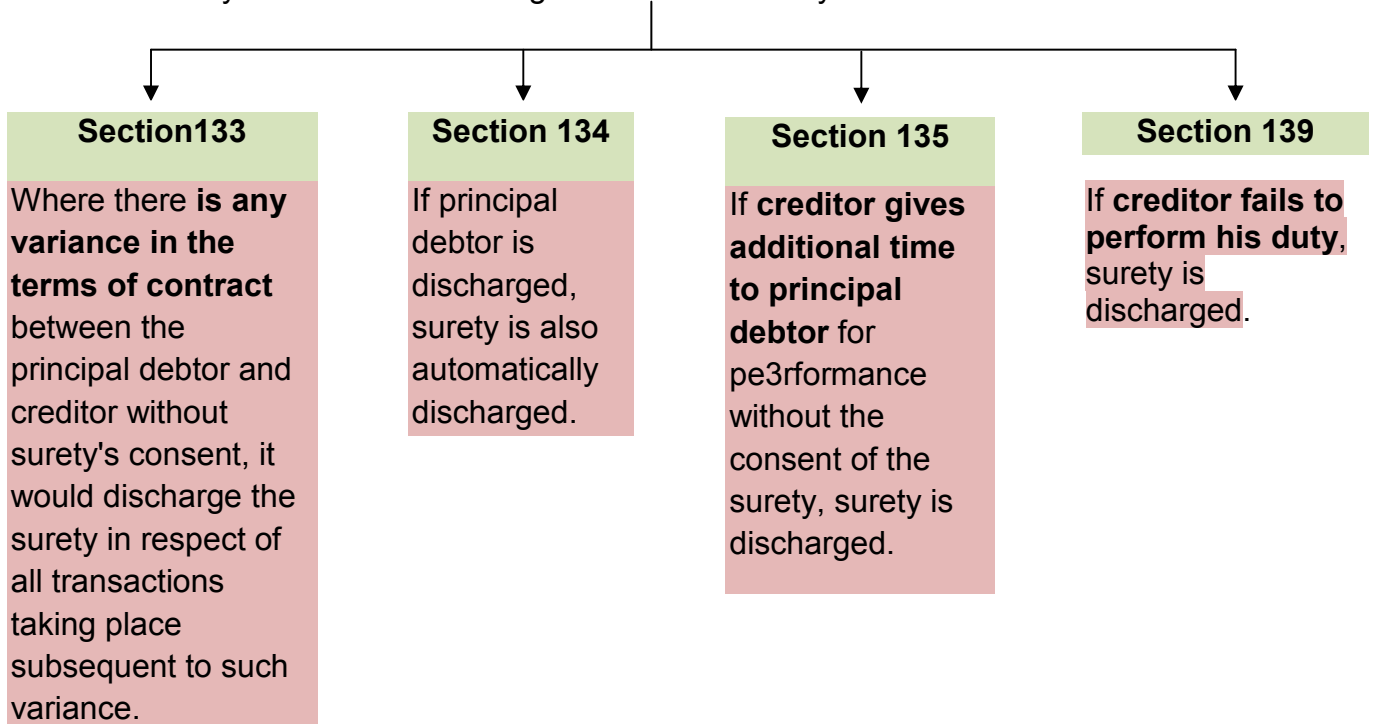 Section133
Where there is any
variance in the
terms of contract
between the
principal debtor and
creditor without
surety's consent, it
would discharge the
surety in respect of
all transactions
taking place
subsequent to such
variance.
Section 134
If principal
debtor is
discharged,
surety is also
automatically
discharged.
Section 135
If creditor gives
additional time
to principal
debtor for
pe3rformance
without the
consent of the
surety, surety is
discharged.
Section 139
If creditor fails to
perform his duty,
surety is
discharged.